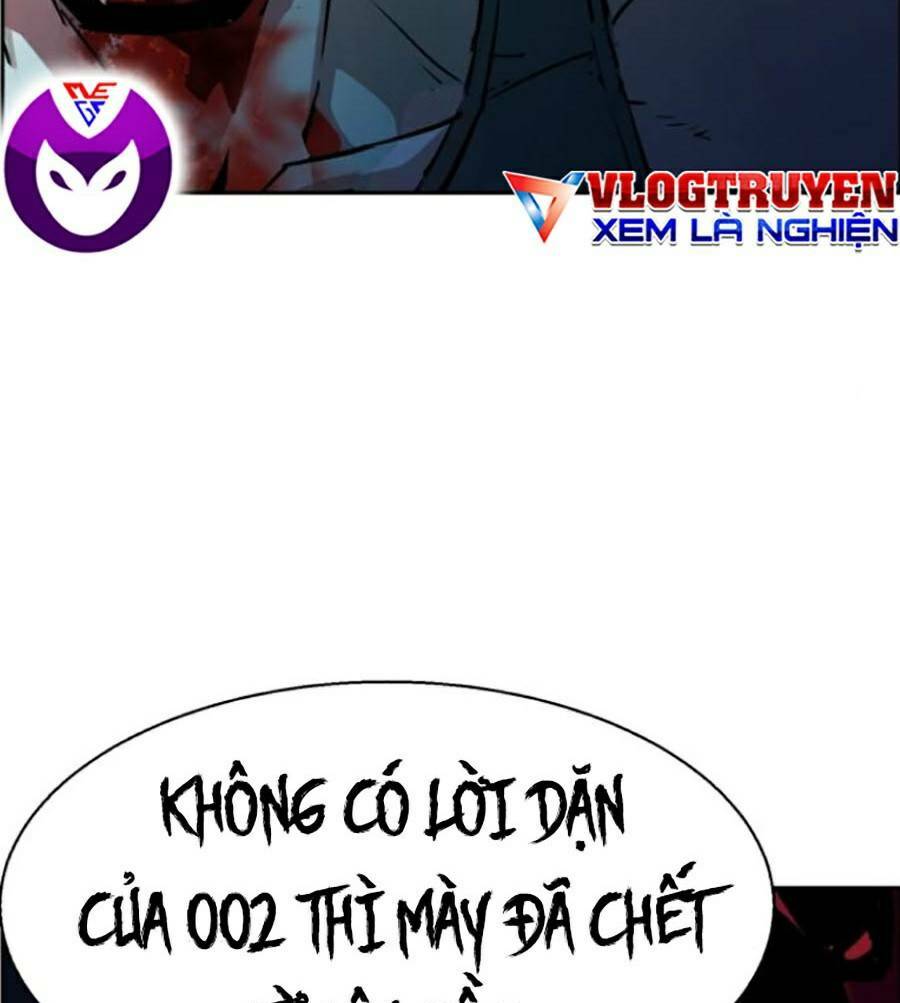 VLOGTRUYEN
XEM LÀ NGHIỆN
KHÔNG CÓ LỜI DẶN
CỦA 002 THÌ MÀY ĐÃ CHẾT